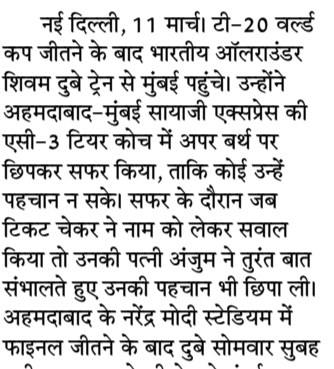 नई दिल्ली, 11 मार्च। टी-20 वर्ल्ड
कप जीतने के बाद भारतीय ऑलराउंडर
शिवम दुबे ट्रेन से मुंबई पहुंचे। उन्होंने
अहमदाबाद-मुंबई सायाजी एक्सप्रेस की
एसी-3 टियर कोच में अपर बर्थ पर
छिपकर सफर किया, ताकि कोई उन्हें
पहचान न सके। सफर के दौरान जब
टिकट चेकर ने नाम को लेकर सवाल
किया तो उनकी पत्नी अंजुम ने तुरंत बात
संभालते हुए उनकी पहचान भी छिपा ली।
अहमदाबाद के नरेंद्र मोदी स्टेडियम में
फाइनल जीतने के बाद दुबे सोमवार सुबह